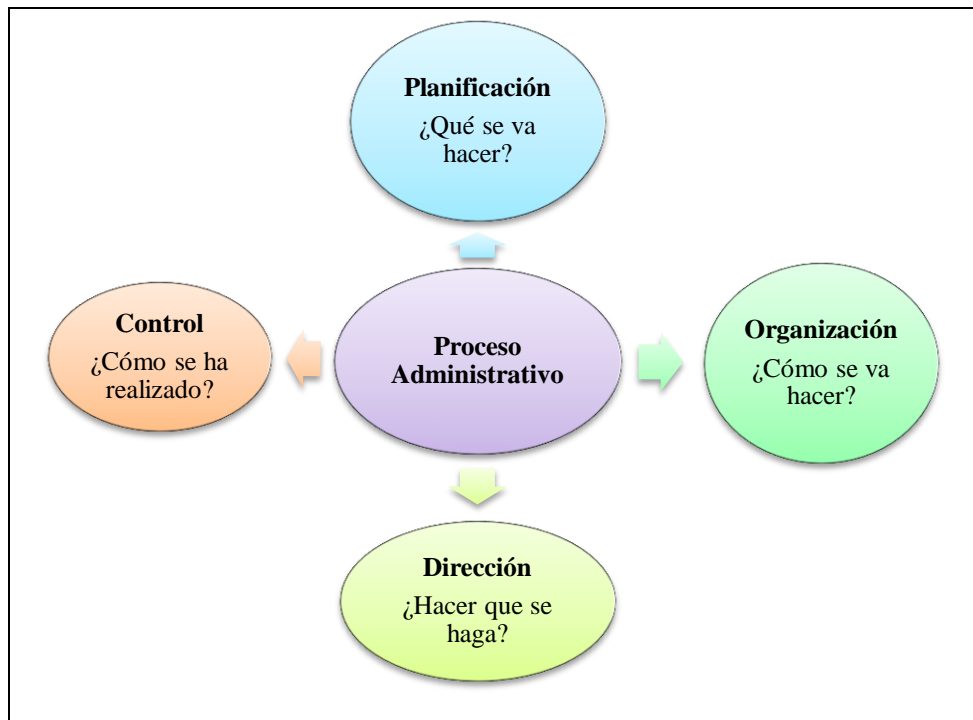 Planificación
¿Qué se va
hacer?
Control
¿Cómo se ha
realizado?
Proceso
Administrativo
Organización
¿Cómo se va
hacer?
Dirección
¿Hacer que se
haga?